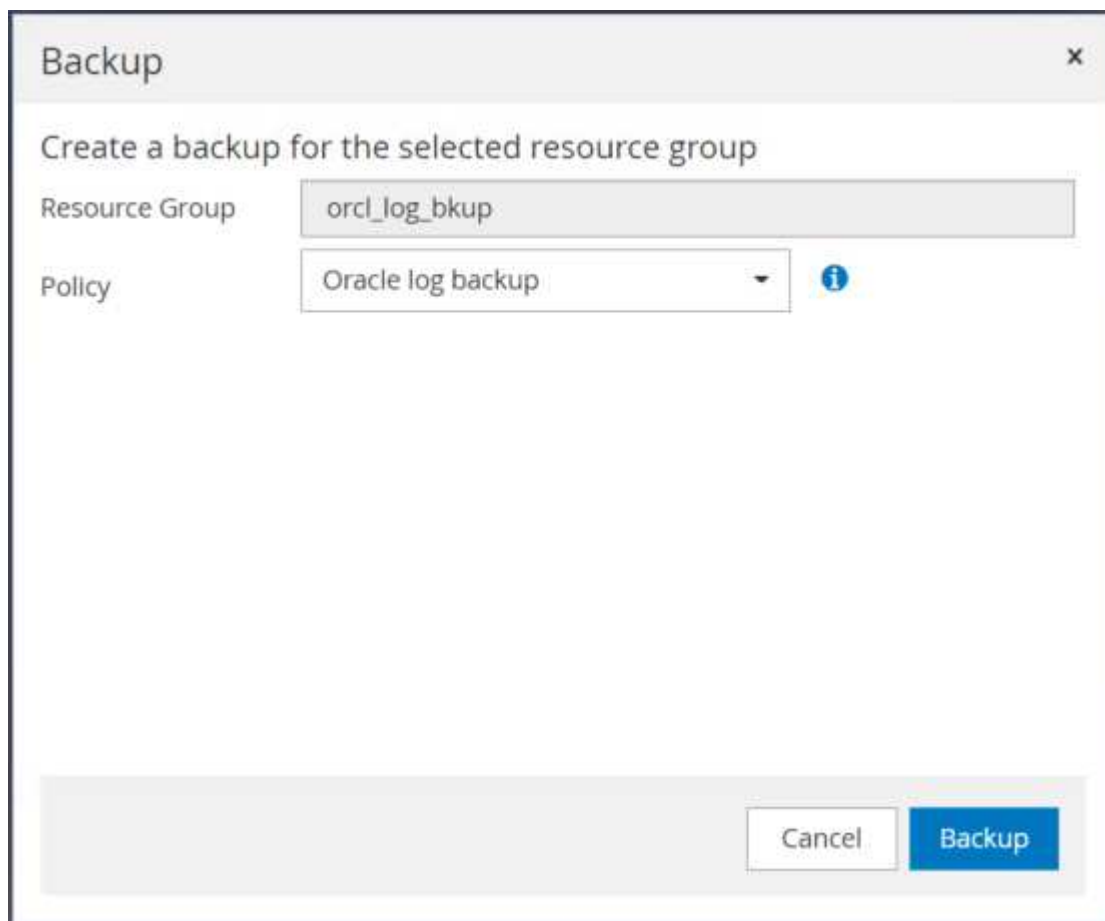 Backup
x
Create a backup for the selected resource group
Resource Group orcl_log_bkup
Policy Oracle log backup
Cancel Backup